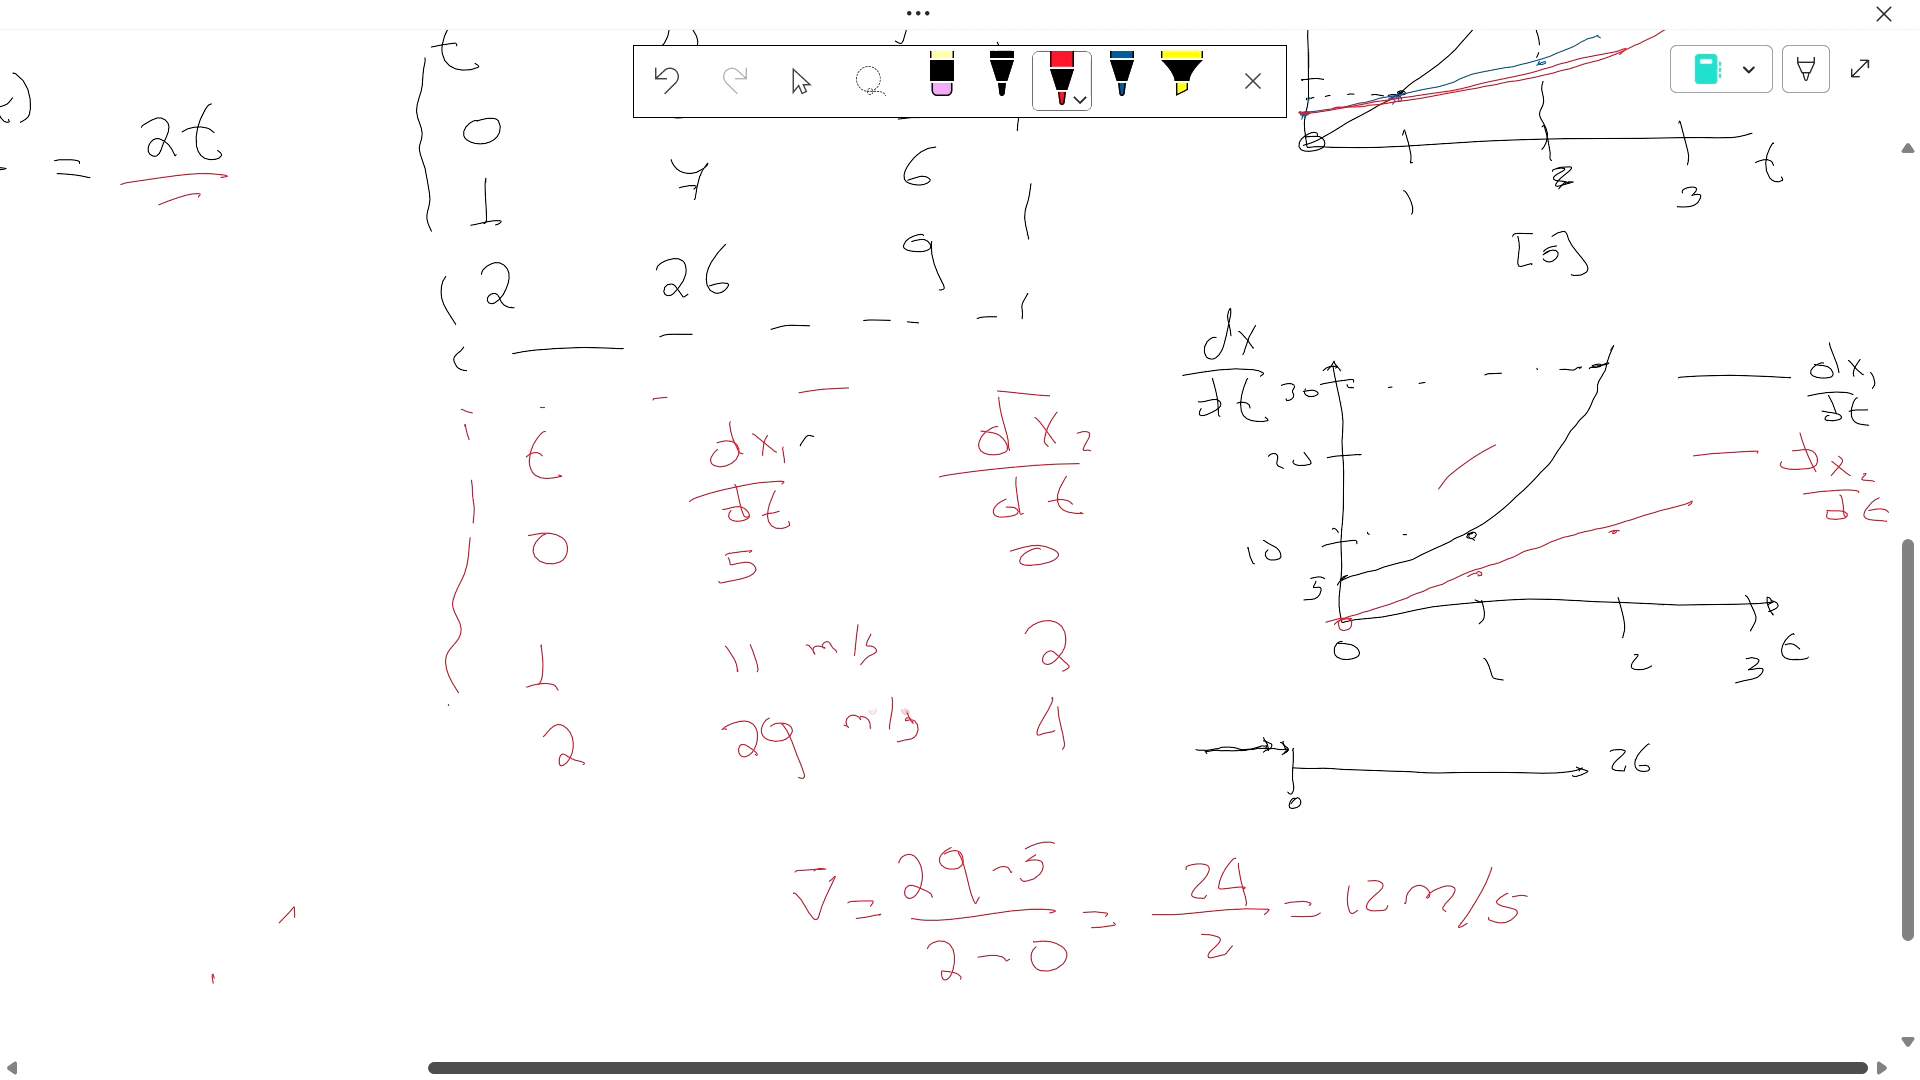 t
= 2t
0
1 7 6
2 26 9
1 2 3 t
[5]
t dx₁/dt dx₂/dt
0 5 0
1 11 m/s 2
2 29 m/s 4
dx/dt
30
20
10
5
0 1 2 3 t
dx₁/dt
dx₂/dt
0 26
V̅ = 29-5/2-0 = 24/2 = 12 m/s